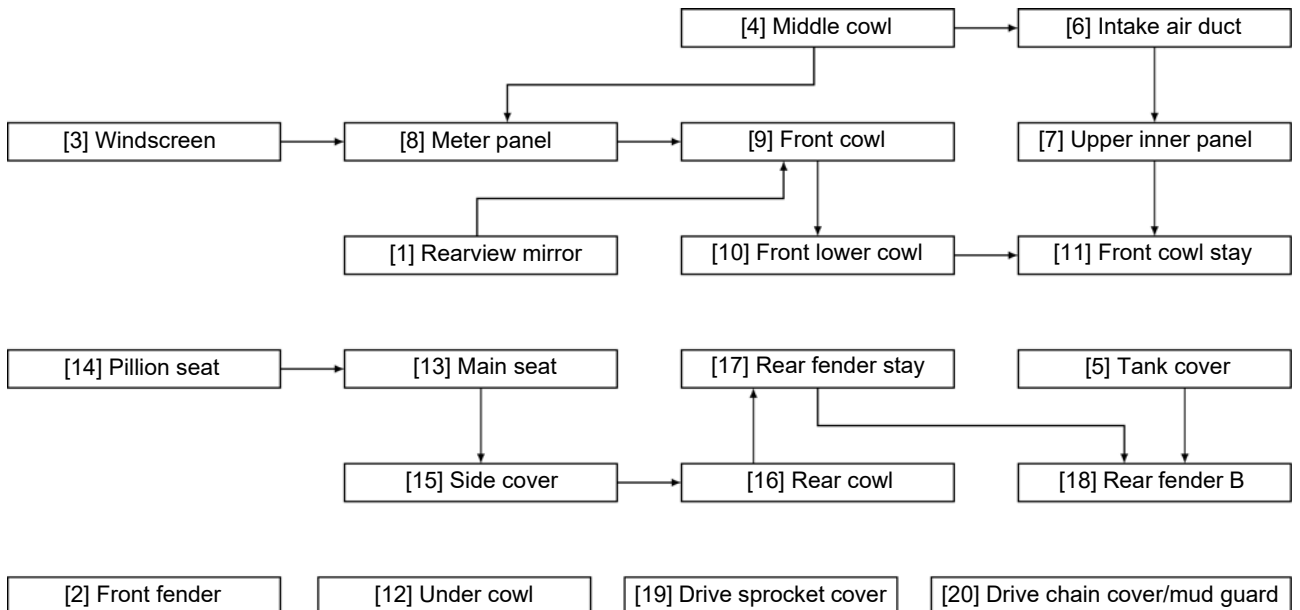 [4] Middle cowl
[6] Intake air duct
[3] Windscreen
[8] Meter panel
[9] Front cowl
[7] Upper inner panel
[1] Rearview mirror
[10] Front lower cowl
[11] Front cowl stay
[14] Pillion seat
[13] Main seat
[17] Rear fender stay
[5] Tank cover
[15] Side cover
[16] Rear cowl
[18] Rear fender B
[2] Front fender
[12] Under cowl
[19] Drive sprocket cover
[20] Drive chain cover/mud guard